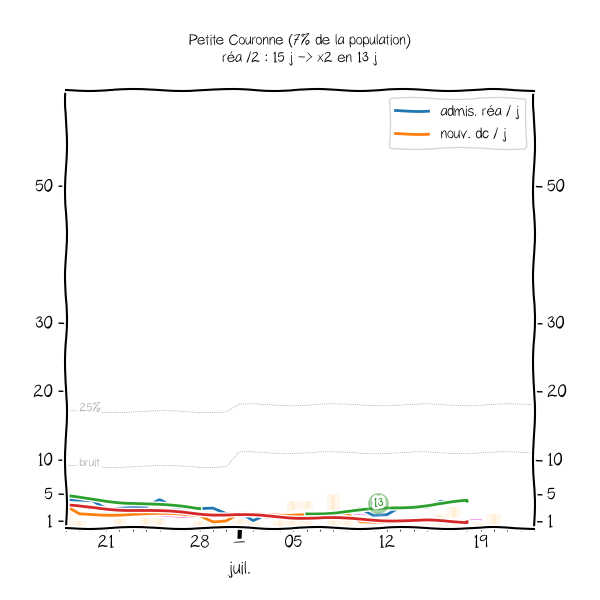 Petite Couronne (7% de la population)
réa /2 : 15 j -> x2 en 13 j
admis. réa / j
nouv. dc / j
50 50
30 30
20 20
25%
10 10
bruit
5 5
13
1 1
21 28 05 12 19
juil.